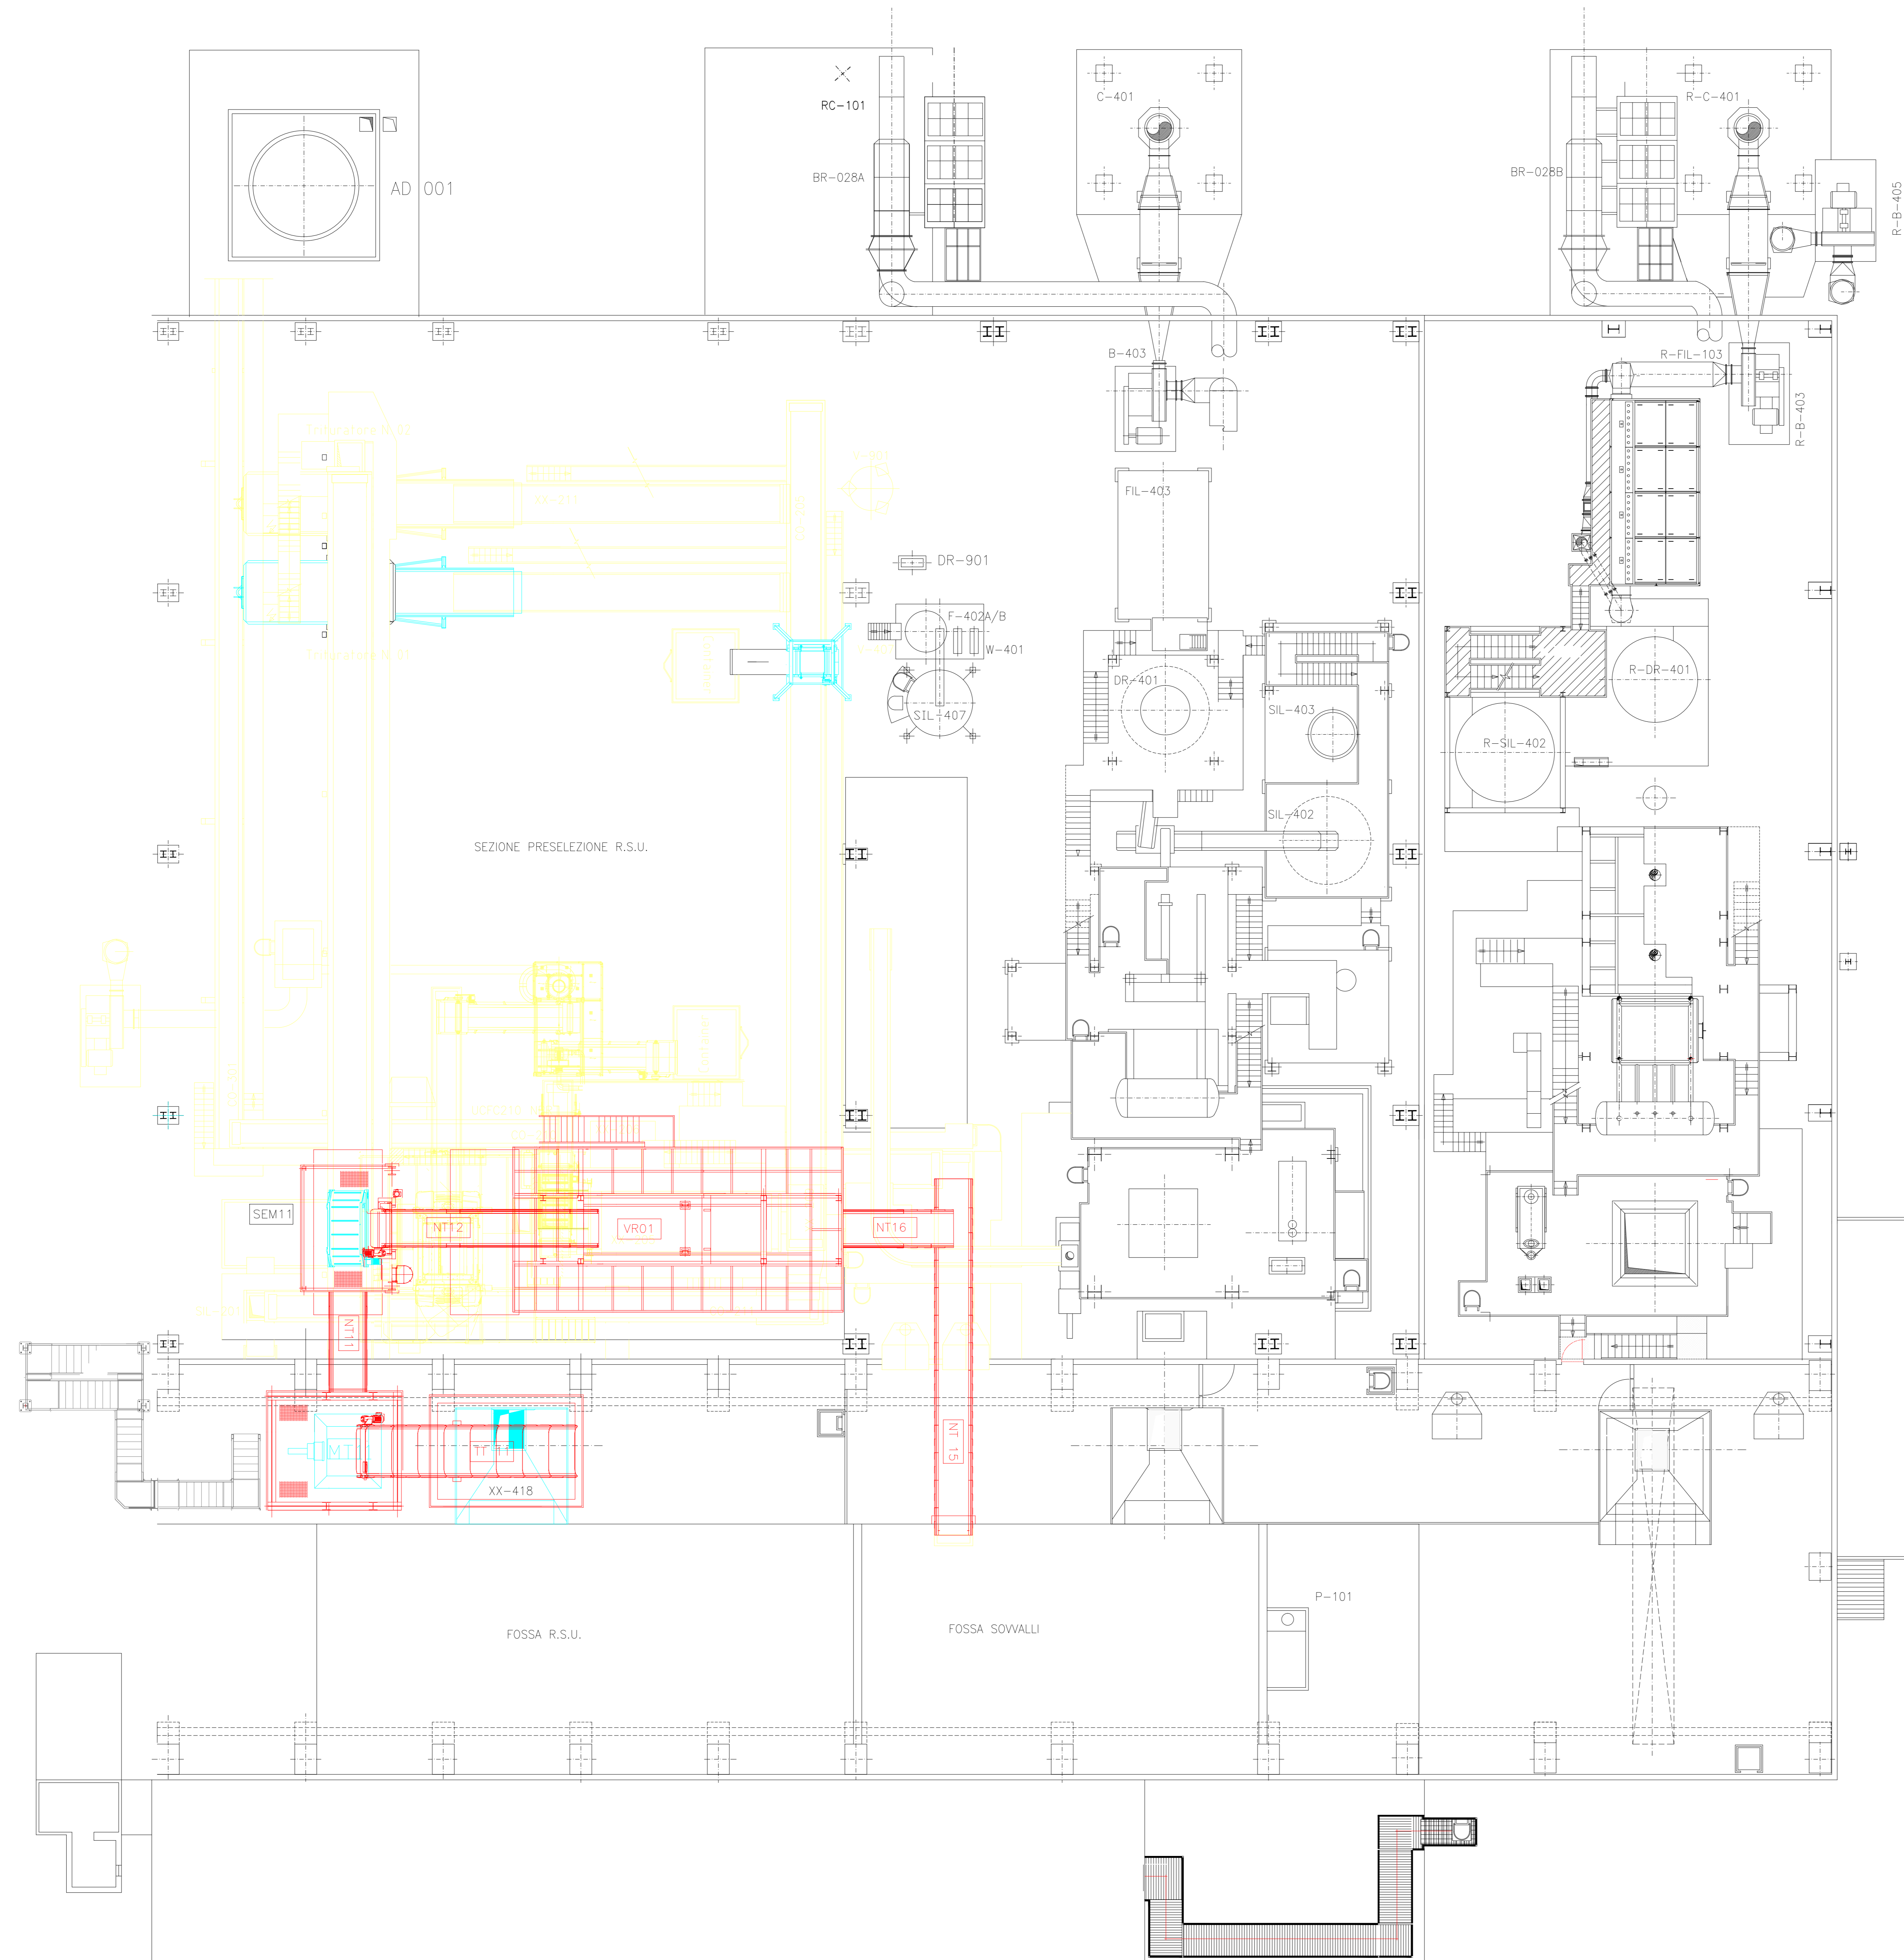 RC-101
C-401
R-C-401
BR-028A
BR-028B
AD 001
R-B-405
B-403
R-FIL-103
R-B-403
FIL-403
DR-901
F-402A/B
W-401
SIL-407
DR-401
SIL-403
R-DR-401
R-SIL-402
SIL-402
SEZIONE PRESELEZIONE R.S.U.
SEM11
NT12
VR01
NT16
NT11
MT11
NT 15
XX-418
P-101
FOSSA R.S.U.
FOSSA SOVVALLI